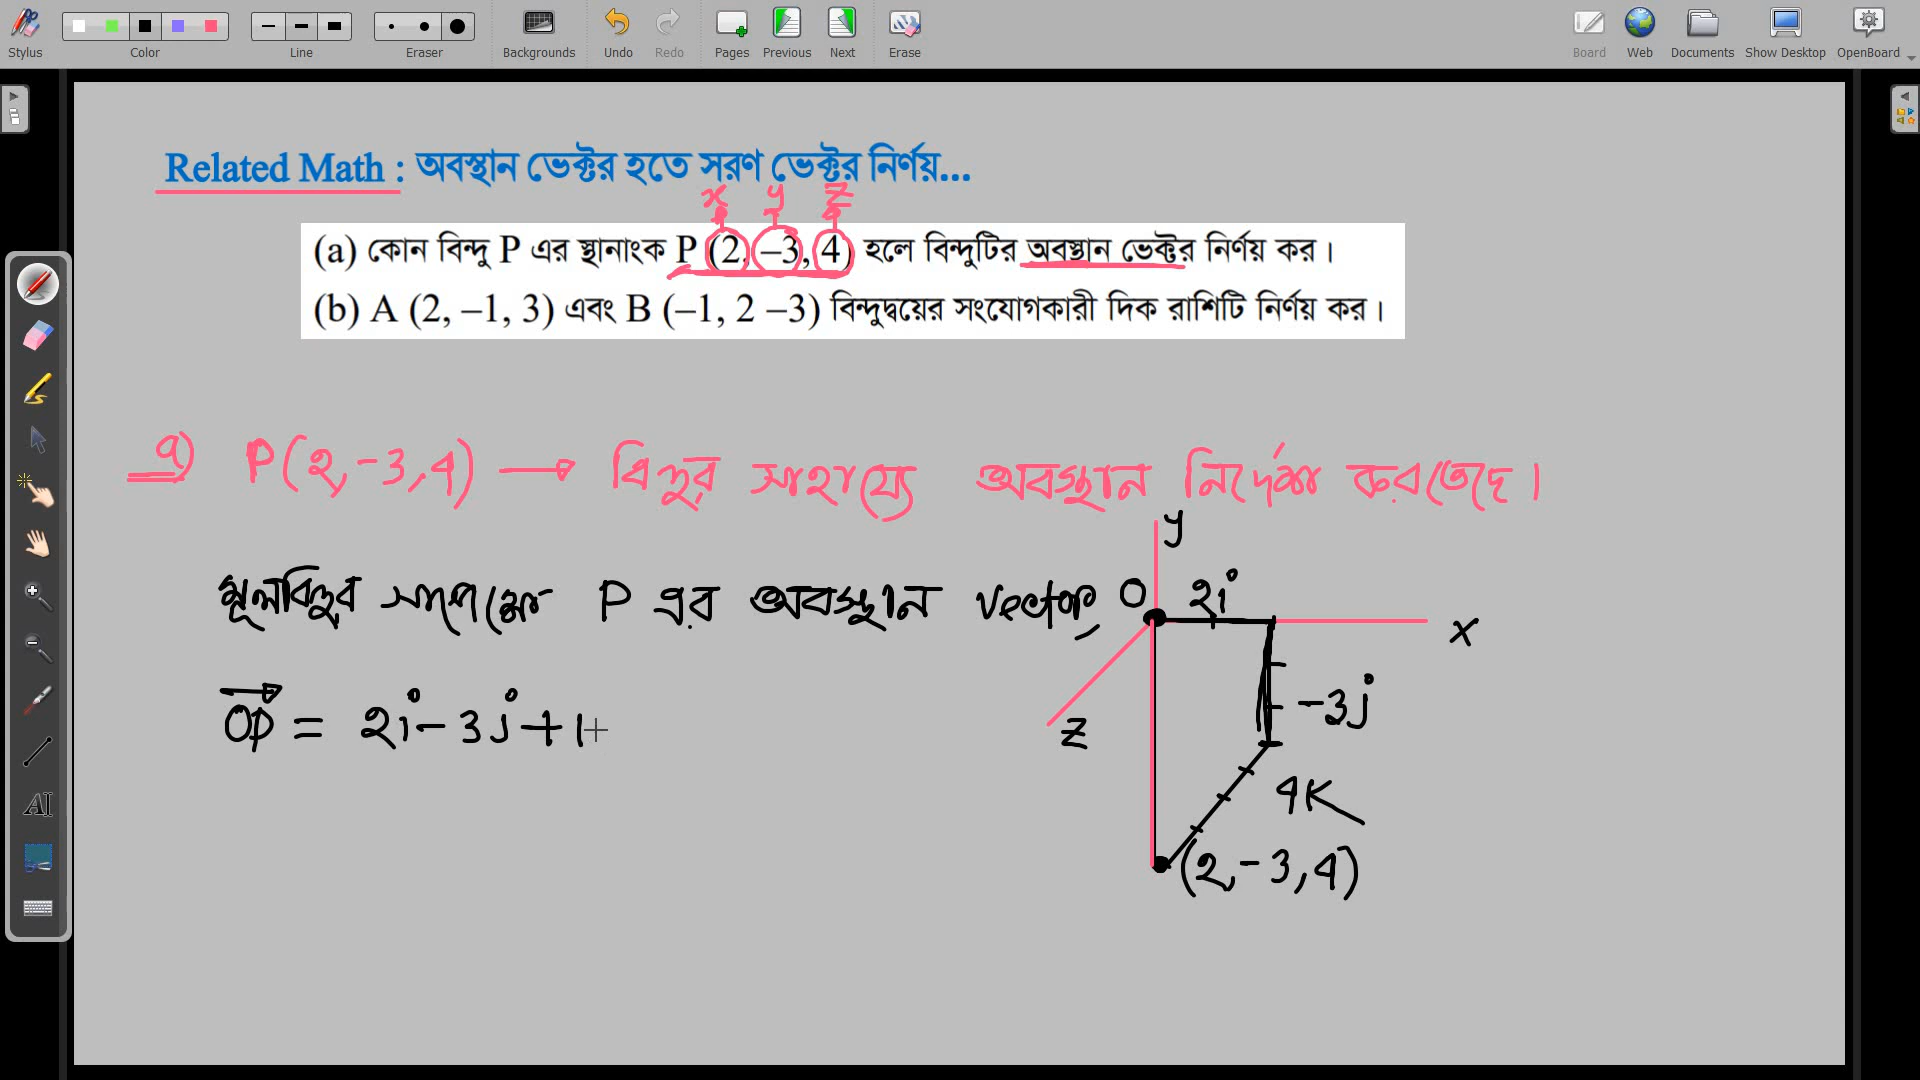 Stylus Color Line Eraser Backgrounds Undo Redo Pages Previous Next Erase Board Web Documents Show Desktop OpenBoard
Related Math : অবস্থান ভেক্টর হতে সরণ ভেক্টর নির্ণয়...
x y z
(a) কোন বিন্দু P এর স্থানাংক P (2, –3, 4) হলে বিন্দুটির অবস্থান ভেক্টর নির্ণয় কর।
(b) A (2, –1, 3) এবং B (–1, 2 –3) বিন্দুদ্বয়ের সংযোগকারী দিক রাশিটি নির্ণয় কর।
a) P(2,-3,4) → বিন্দুর সাহায্যে অবস্থান নির্দেশ করতেছে।
y
মূলবিন্দুর সাপেক্ষে P এর অবস্থান vector,
O 2i
x
OP = 2i - 3j +
-3j
z
4K
(2,-3,4)
AI